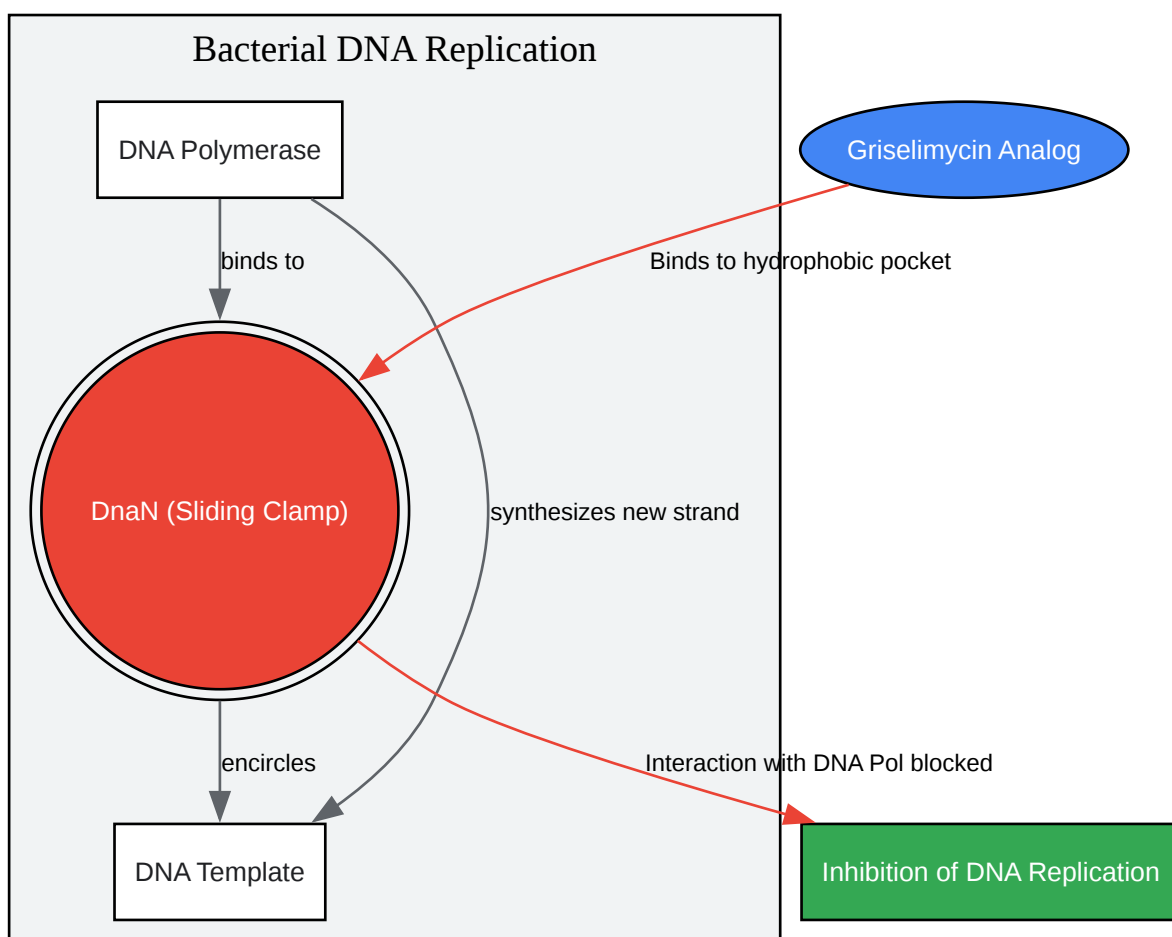 Bacterial DNA Replication
DNA Polymerase
Griselimycin Analog
binds to
Binds to hydrophobic pocket
DnaN (Sliding Clamp)
synthesizes new strand
encircles
Interaction with DNA Pol blocked
DNA Template
Inhibition of DNA Replication